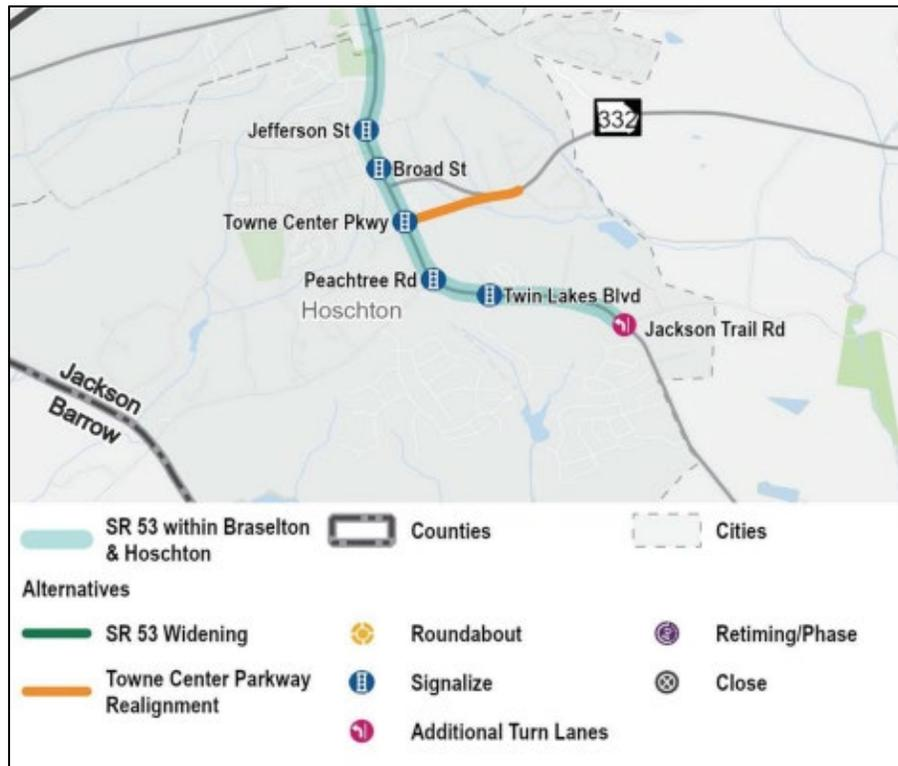 Jefferson St
332
Broad St
Towne Center Pkwy
Peachtree Rd
Twin Lakes Blvd
Hoschton
Jackson Trail Rd
Jackson
Barrow
SR 53 within Braselton
& Hoschton
Counties
Cities
Alternatives
SR 53 Widening
Roundabout
Retiming/Phase
Towne Center Parkway
Realignment
Signalize
Close
Additional Turn Lanes